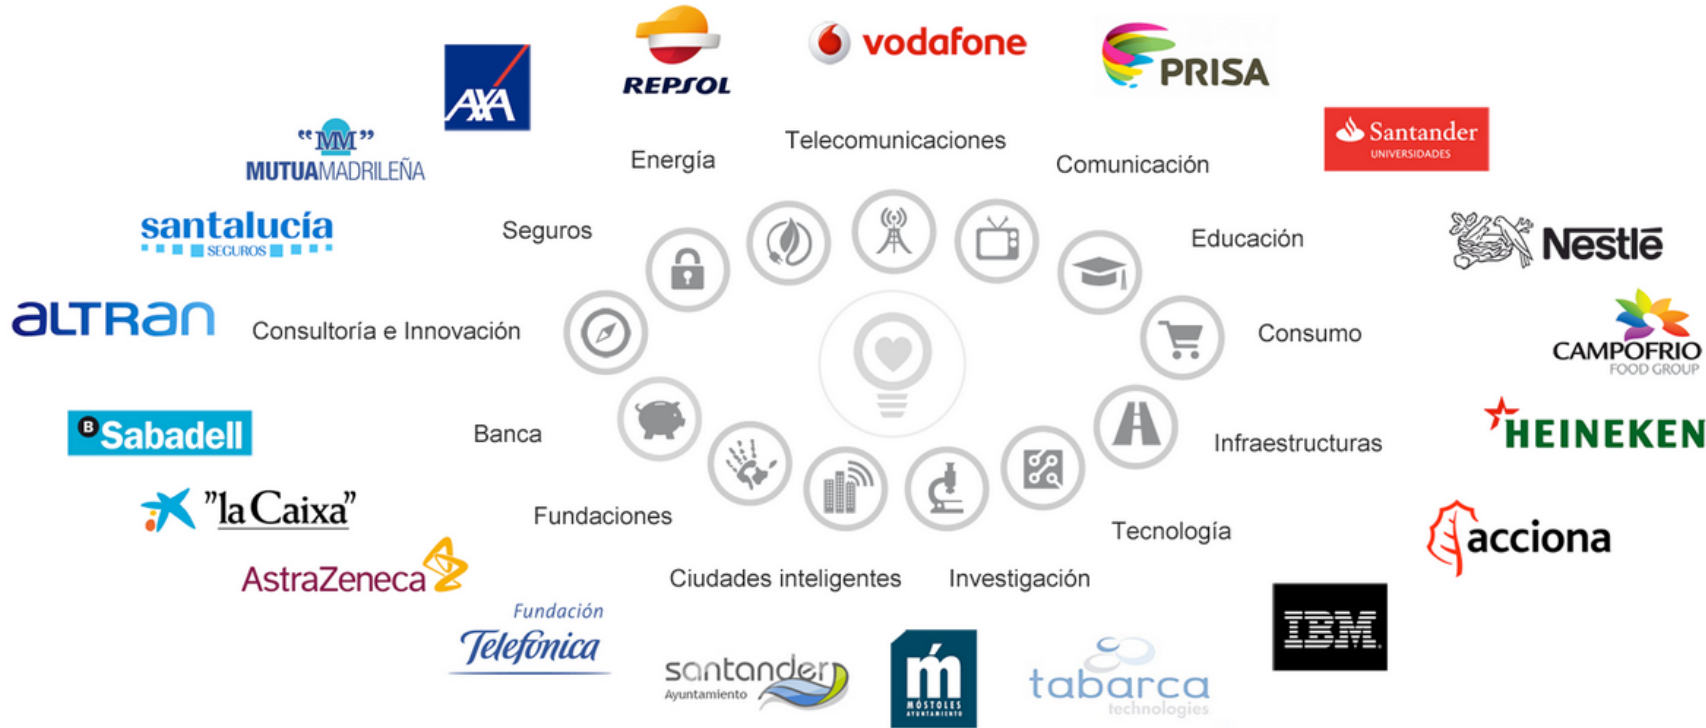 REPSOL
vodafone
PRISA
AXA
Santander
UNIVERSIDADES
"MM"
MUTUAMADRILEÑA
Energía
Telecomunicaciones
Comunicación
santalucía
SEGUROS
Seguros
Educación
Nestlé
ALTRan
Consultoría e Innovación
Consumo
CAMPOFRIO
FOOD GROUP
B Sabadell
Banca
Infraestructuras
HEINEKEN
"la Caixa"
Fundaciones
Tecnología
acciona
AstraZeneca
Ciudades inteligentes
Investigación
Fundación
Telefónica
IBM
santander
Ayuntamiento
ḿ
MÓSTOLES
AYUNTAMIENTO
tabarca
technologies